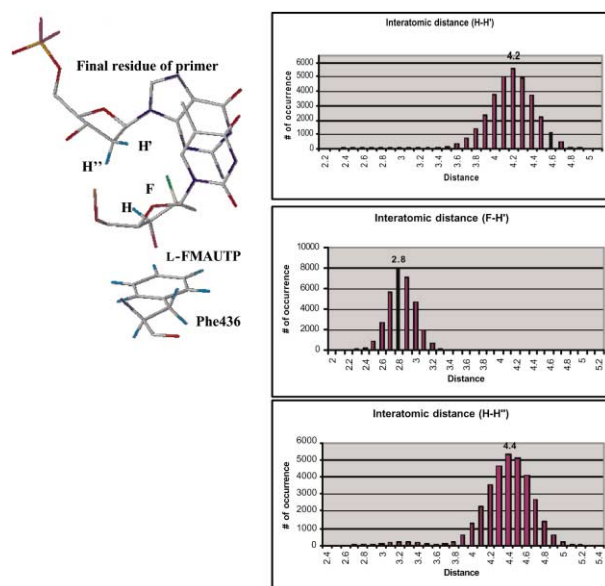 Final residue of primer
H'
H''
F
H
L-FMAUTP
Phe436
Interatomic distance (H-H')
4.2
# of occurrence
6000
5000
4000
3000
2000
1000
0
2.2 2.4 2.6 2.8 3 3.2 3.4 3.6 3.8 4 4.2 4.4 4.6 4.8 5 5.2
Distance
Interatomic distance (F-H')
2.8
# of occurrence
10000
8000
6000
4000
2000
0
2 2.2 2.4 2.6 2.8 3 3.2 3.4 3.6 3.8 4 4.2 4.4 4.6 4.8 5 5.2
Distance
Interatomic distance (H-H'')
4.4
# of occurrence
6000
5000
4000
3000
2000
1000
0
2.4 2.6 2.8 3 3.2 3.4 3.6 3.8 4 4.2 4.4 4.6 4.8 5 5.2 5.4
Distance